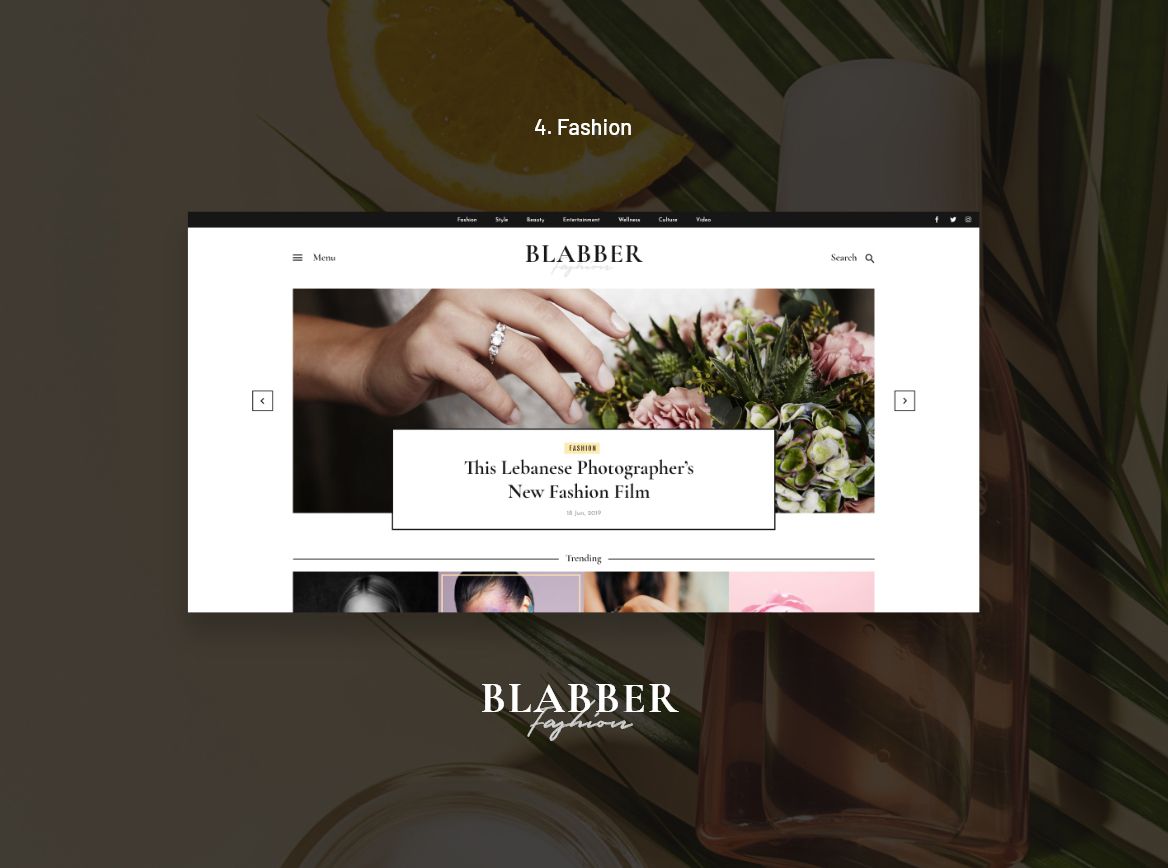 4. Fashion
Fashion Style Beauty Entertainment Wellness Culture Video
Menu
BLABBER
Fashion
Search
FASHION
This Lebanese Photographer's
New Fashion Film
18 Jun, 2019
Trending
BLABBER
Fashion